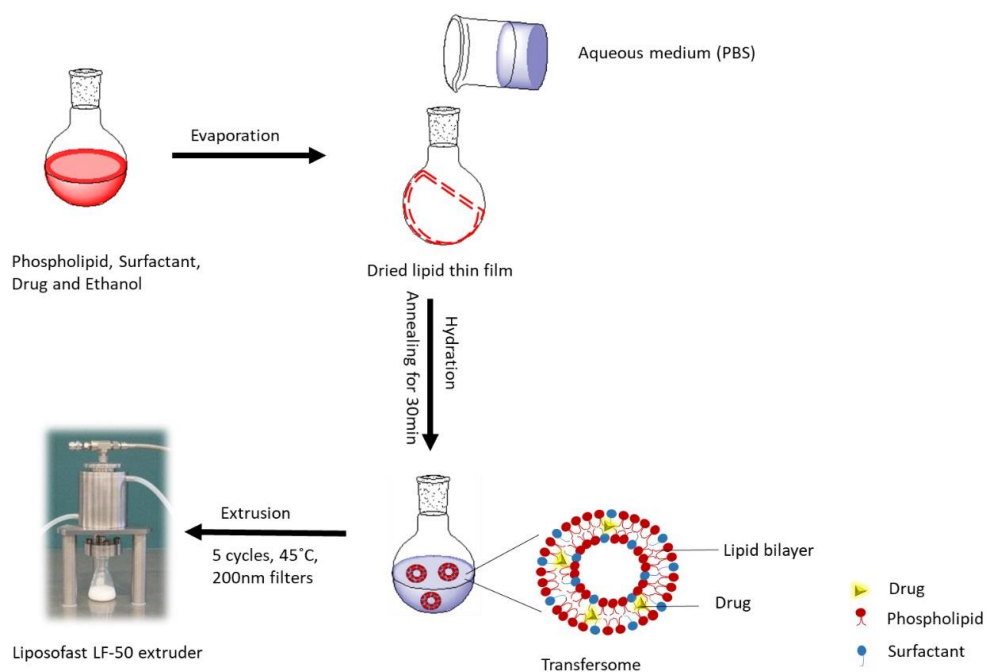 Aqueous medium (PBS)
Evaporation
Phospholipid, Surfactant,
Drug and Ethanol
Dried lipid thin film
Hydration
Annealing for 30min
Extrusion
5 cycles, 45˚C,
200nm filters
Liposofast LF-50 extruder
Lipid bilayer
Drug
Transfersome
Drug
Phospholipid
Surfactant